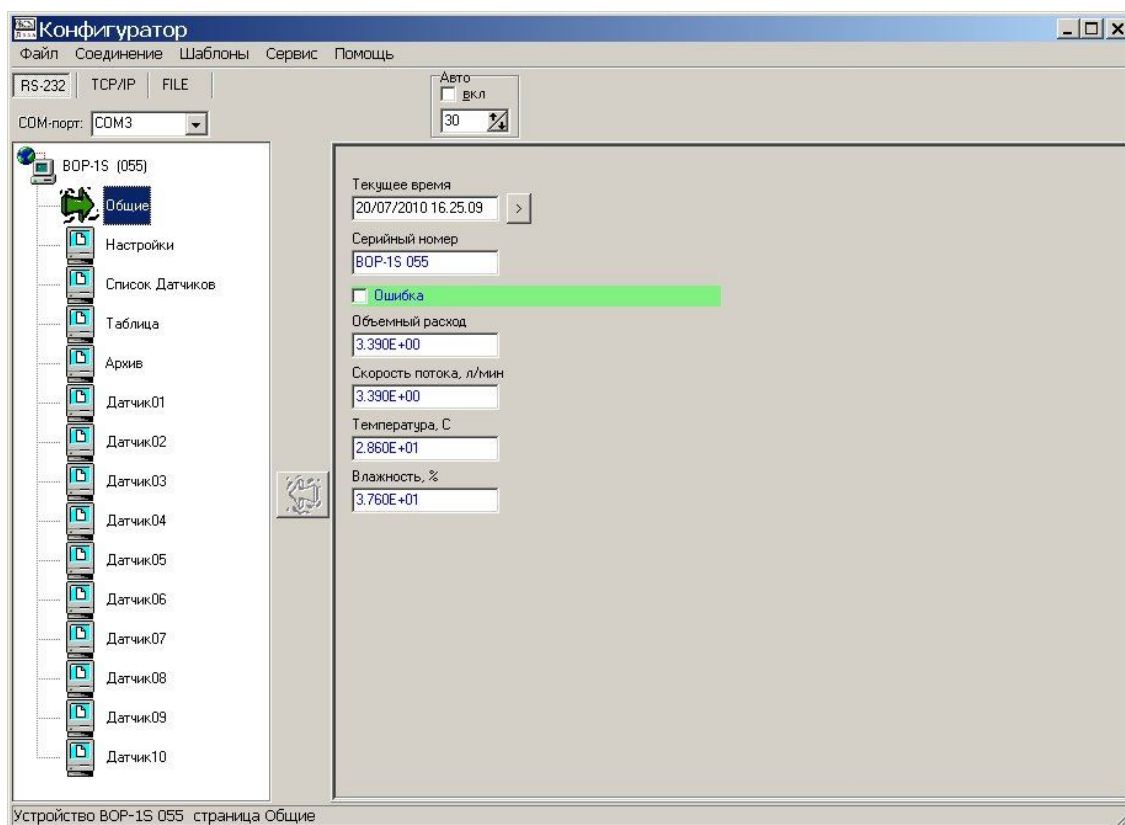 Конфигуратор
Файл Соединение Шаблоны Сервис Помощь
RS-232 TCP/IP FILE
Авто
вкл
COM-порт: COM3
30
BOP-1S (055)
Общие
Настройки
Список Датчиков
Таблица
Архив
Датчик01
Датчик02
Датчик03
Датчик04
Датчик05
Датчик06
Датчик07
Датчик08
Датчик09
Датчик10
Текущее время
20/07/2010 16.25.09 >
Серийный номер
BOP-1S 055
Ошибка
Объемный расход
3.390E+00
Скорость потока, л/мин
3.390E+00
Температура, С
2.860E+01
Влажность, %
3.760E+01
Устройство BOP-1S 055 страница Общие